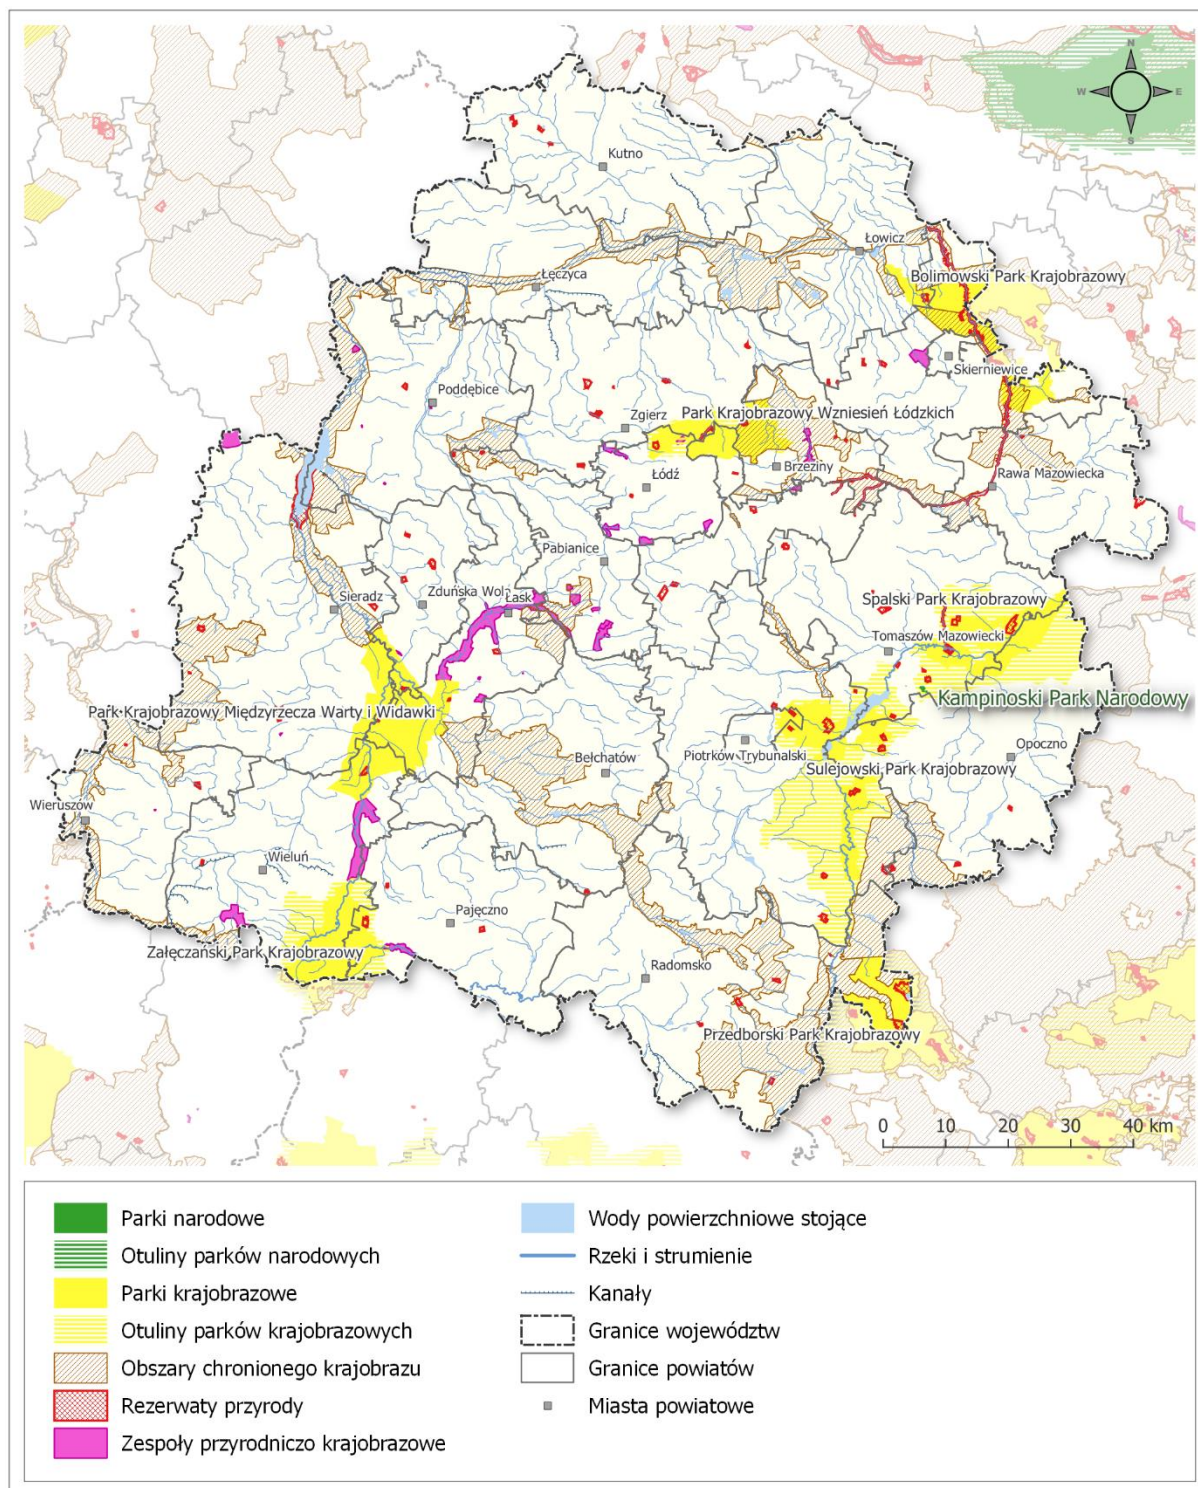 N
W E
S
Kutno
Łowicz
Bolimowski Park Krajobrazowy
Łęczyca
Skierniewice
Poddębice
Zgierz
Park Krajobrazowy Wzniesień Łódzkich
Brzeziny
Łódź
Rawa Mazowiecka
Pabianice
Sieradz
Zduńska Wola
Łask
Spalski Park Krajobrazowy
Tomaszów Mazowiecki
Kampinoski Park Narodowy
Park Krajobrazowy Międzyrzecza Warty i Widawki
Piotrków Trybunalski
Opoczno
Bełchatów
Sulejowski Park Krajobrazowy
Wieruszów
Wieluń
Pajęczno
Załęczański Park Krajobrazowy
Radomsko
Przedborski Park Krajobrazowy
0 10 20 30 40 km
Parki narodowe
Otuliny parków narodowych
Parki krajobrazowe
Otuliny parków krajobrazowych
Obszary chronionego krajobrazu
Rezerwaty przyrody
Zespoły przyrodniczo krajobrazowe
Wody powierzchniowe stojące
Rzeki i strumienie
Kanały
Granice województw
Granice powiatów
Miasta powiatowe